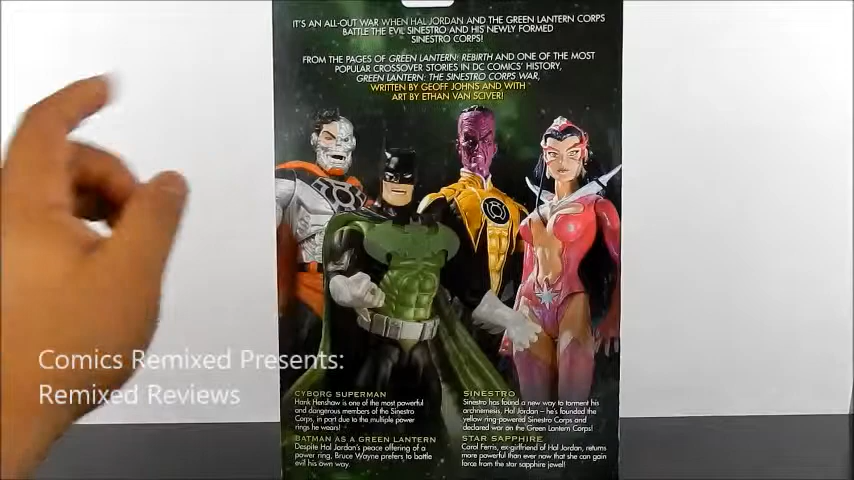 IT'S AN ALL-OUT WAR WHEN HAL JORDAN AND THE GREEN LANTERN CORPS
BATTLE THE EVIL SINESTRO AND HIS NEWLY FORMED
SINESTRO CORPS!
FROM THE PAGES OF GREEN LANTERN: REBIRTH AND ONE OF THE MOST
POPULAR CROSSOVER STORIES IN DC COMICS' HISTORY,
GREEN LANTERN: THE SINESTRO CORPS WAR,
WRITTEN BY GEOFF JOHNS AND WITH
ART BY ETHAN VAN SCIVER!
Comics Remixed Presents:
Remixed Reviews
CYBORG SUPERMAN
Hank Henshaw is one of the most powerful
and dangerous members of the Sinestro
Corps, in part due to the multiple power
rings he wears!
BATMAN AS A GREEN LANTERN
Despite Hal Jordan's peace offering of a
power ring, Bruce Wayne prefers to battle
evil his own way.
SINESTRO
Sinestro has found a new way to torment his
archnemesis, Hal Jordan – he's founded the
yellow ring-powered Sinestro Corps and
declared war on the Green Lantern Corps!
STAR SAPPHIRE
Carol Ferris, ex-girlfriend of Hal Jordan, returns
more powerful than ever now that she can gain
force from the star sapphire jewel!